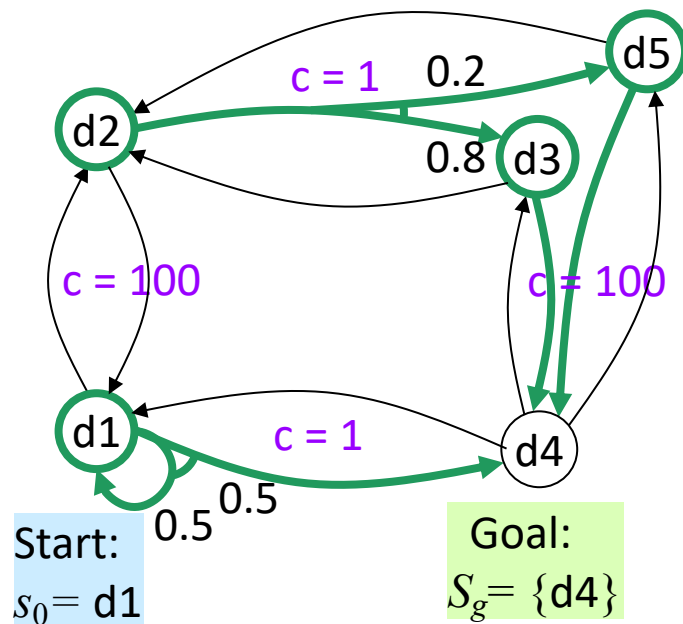 d5
c = 1
0.2
d2
0.8
d3
c = 100
c = 100
d1
c = 1
d4
0.5
0.5
Start:
s₀ = d1
Goal:
S_g = {d4}